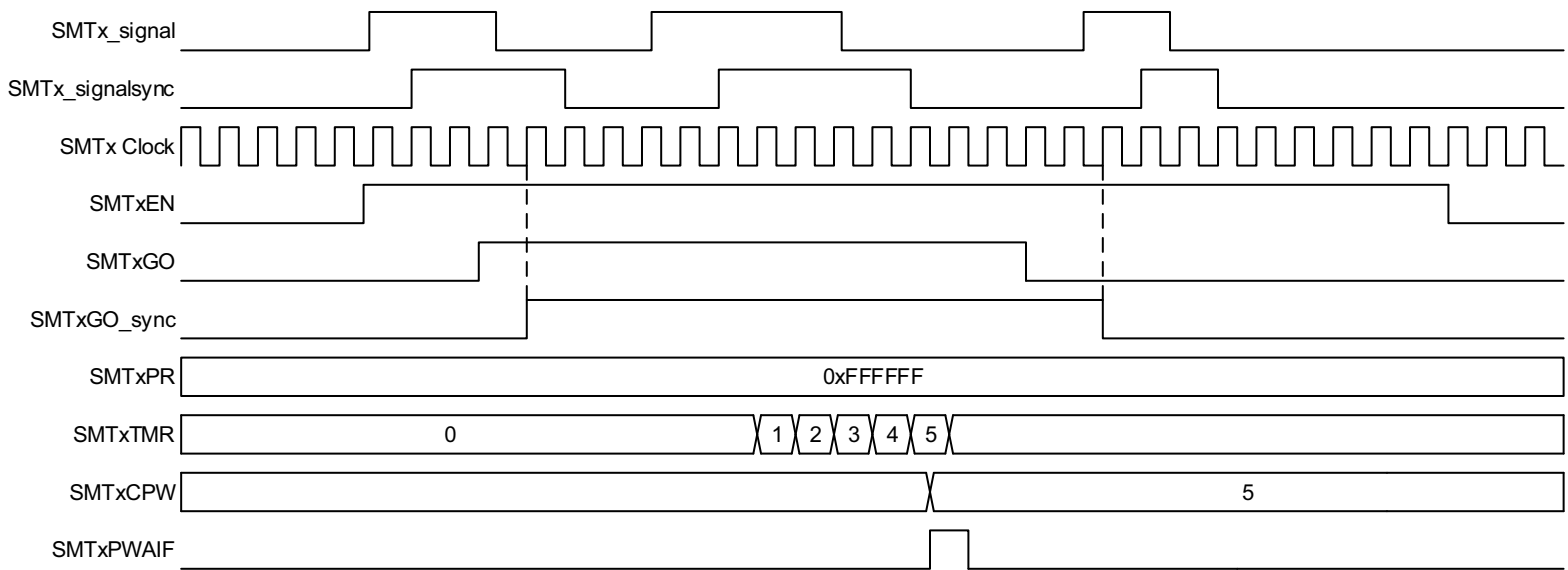 SMTx_signal
SMTx_signalsync
SMTx Clock
SMTxEN
SMTxGO
SMTxGO_sync
SMTxPR 0xFFFFFF
SMTxTMR 0 1 2 3 4 5
SMTxCPW 5
SMTxPWAIF